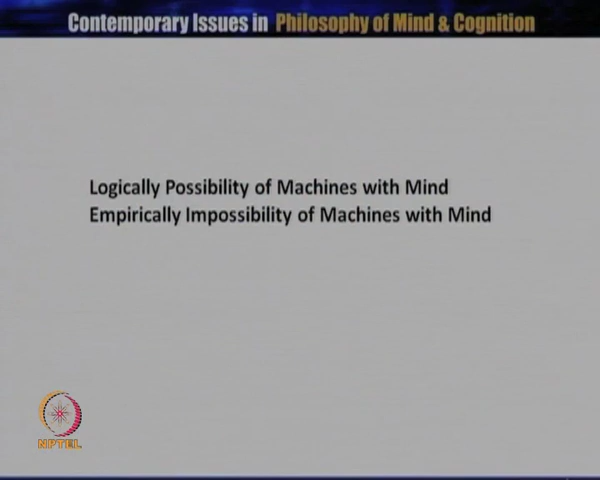 Contemporary Issues in Philosophy of Mind & Cognition
Logically Possibility of Machines with Mind
Empirically Impossibility of Machines with Mind
NPTEL